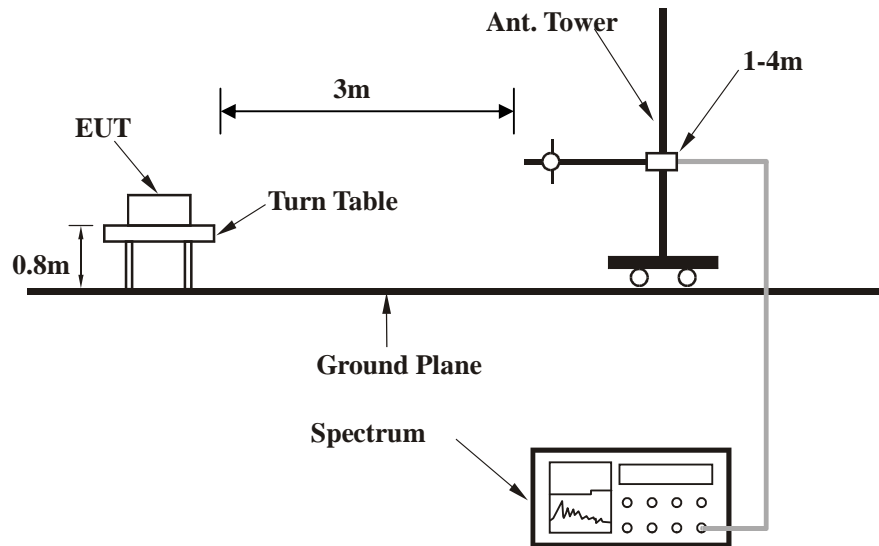 Ant. Tower
1-4m
3m
EUT
Turn Table
0.8m
Ground Plane
Spectrum